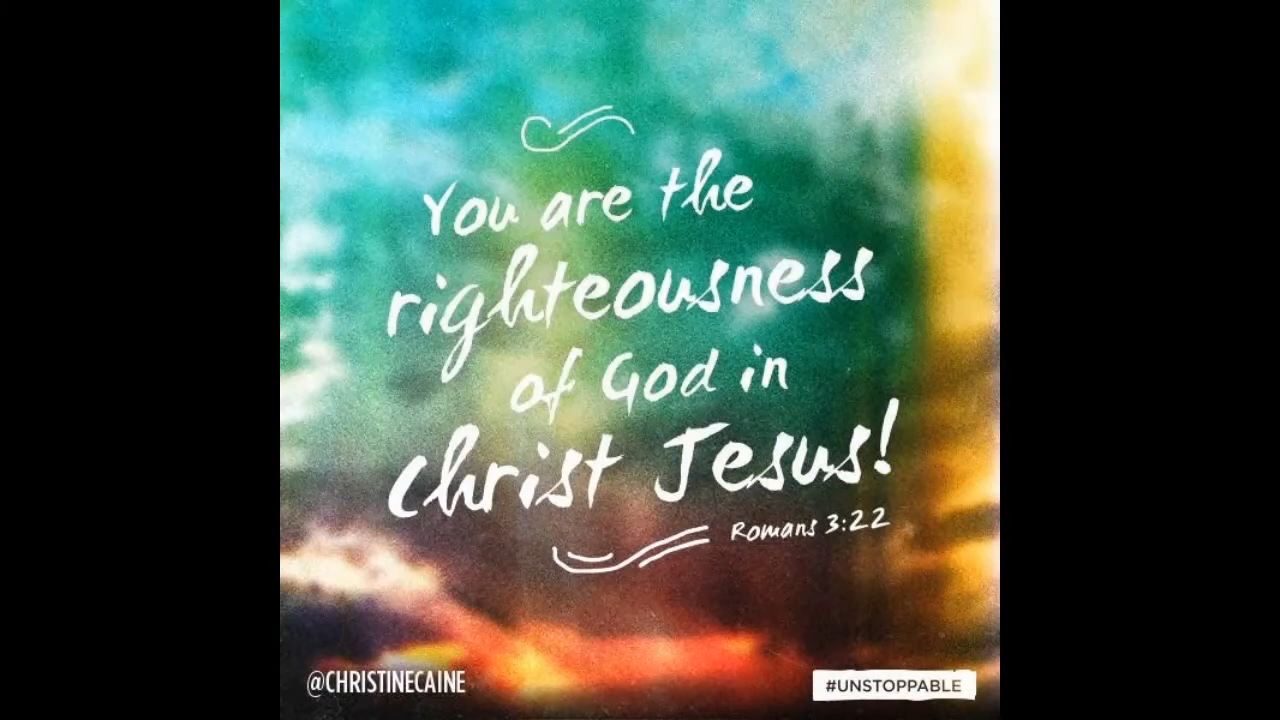 You are the
righteousness
of God in
Christ Jesus!
Romans 3:22
@CHRISTINECAINE
#UNSTOPPABLE